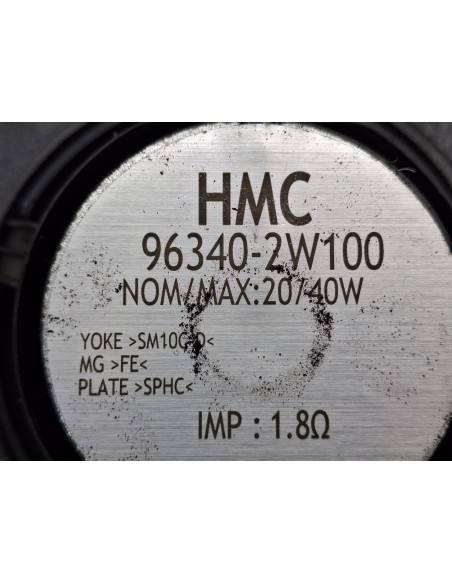 HMC
96340-2W100
NOM/MAX:20/40W
YOKE >SM10C D<
MG >FE<
PLATE >SPHC<
IMP : 1.8Ω